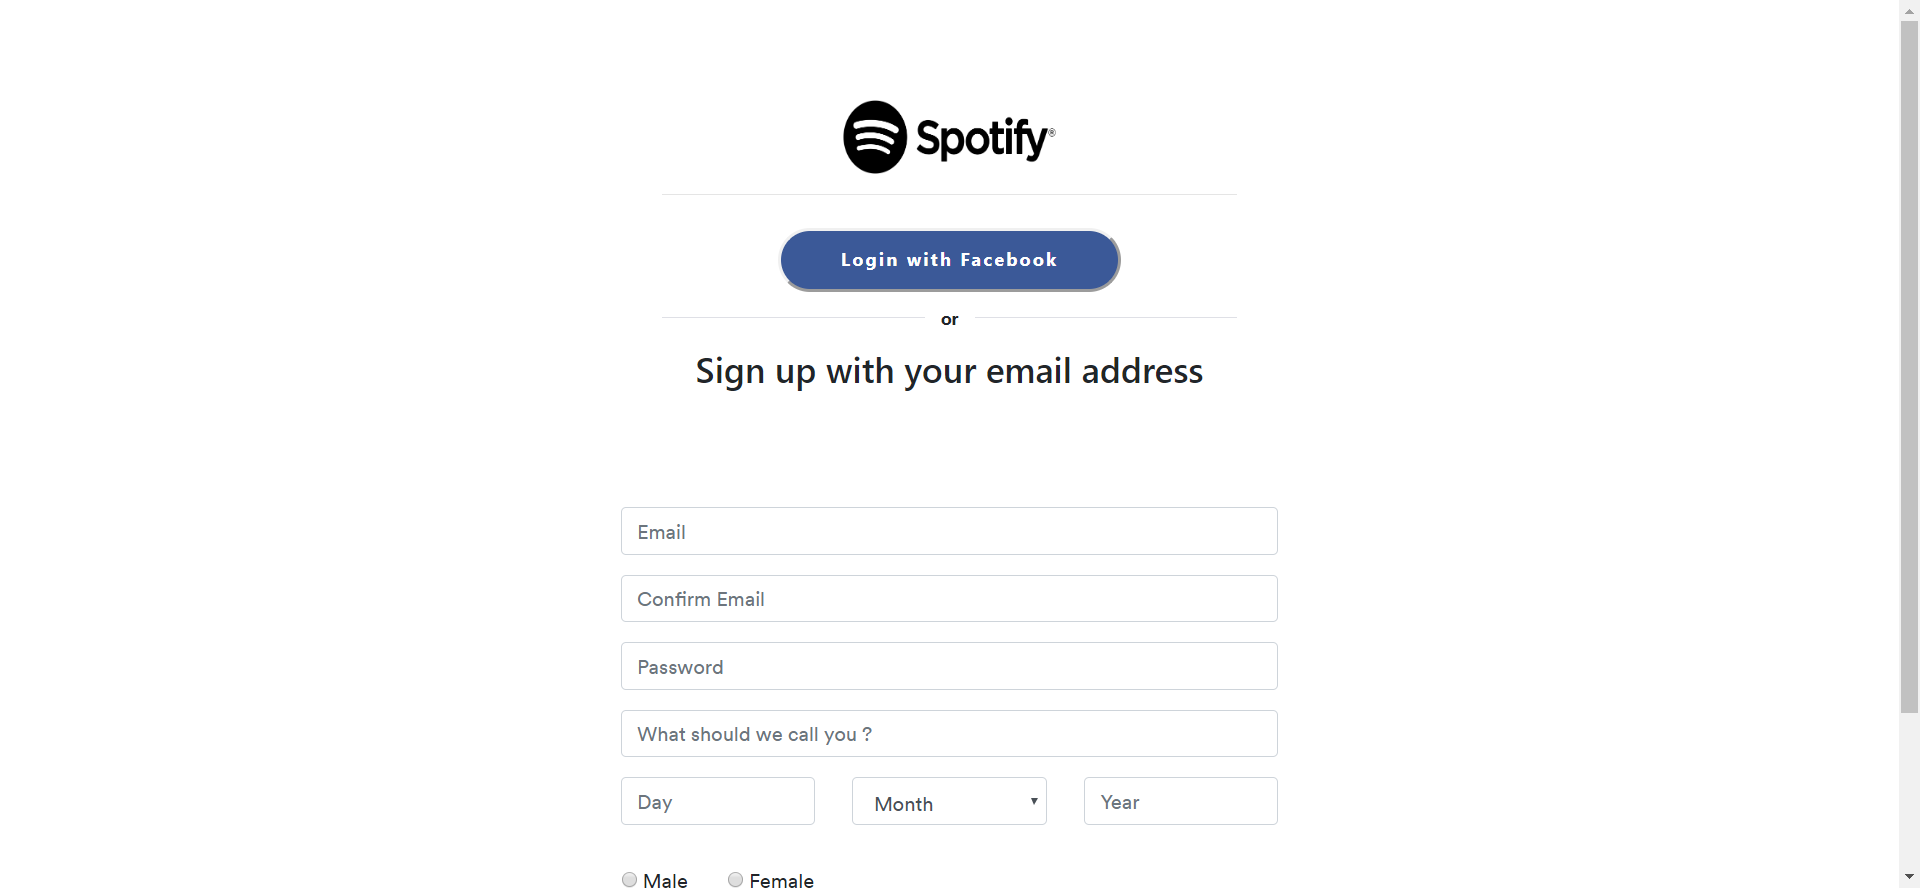 Spotify®
Login with Facebook
or
Sign up with your email address
Email
Confirm Email
Password
What should we call you ?
Day Month Year
Male Female